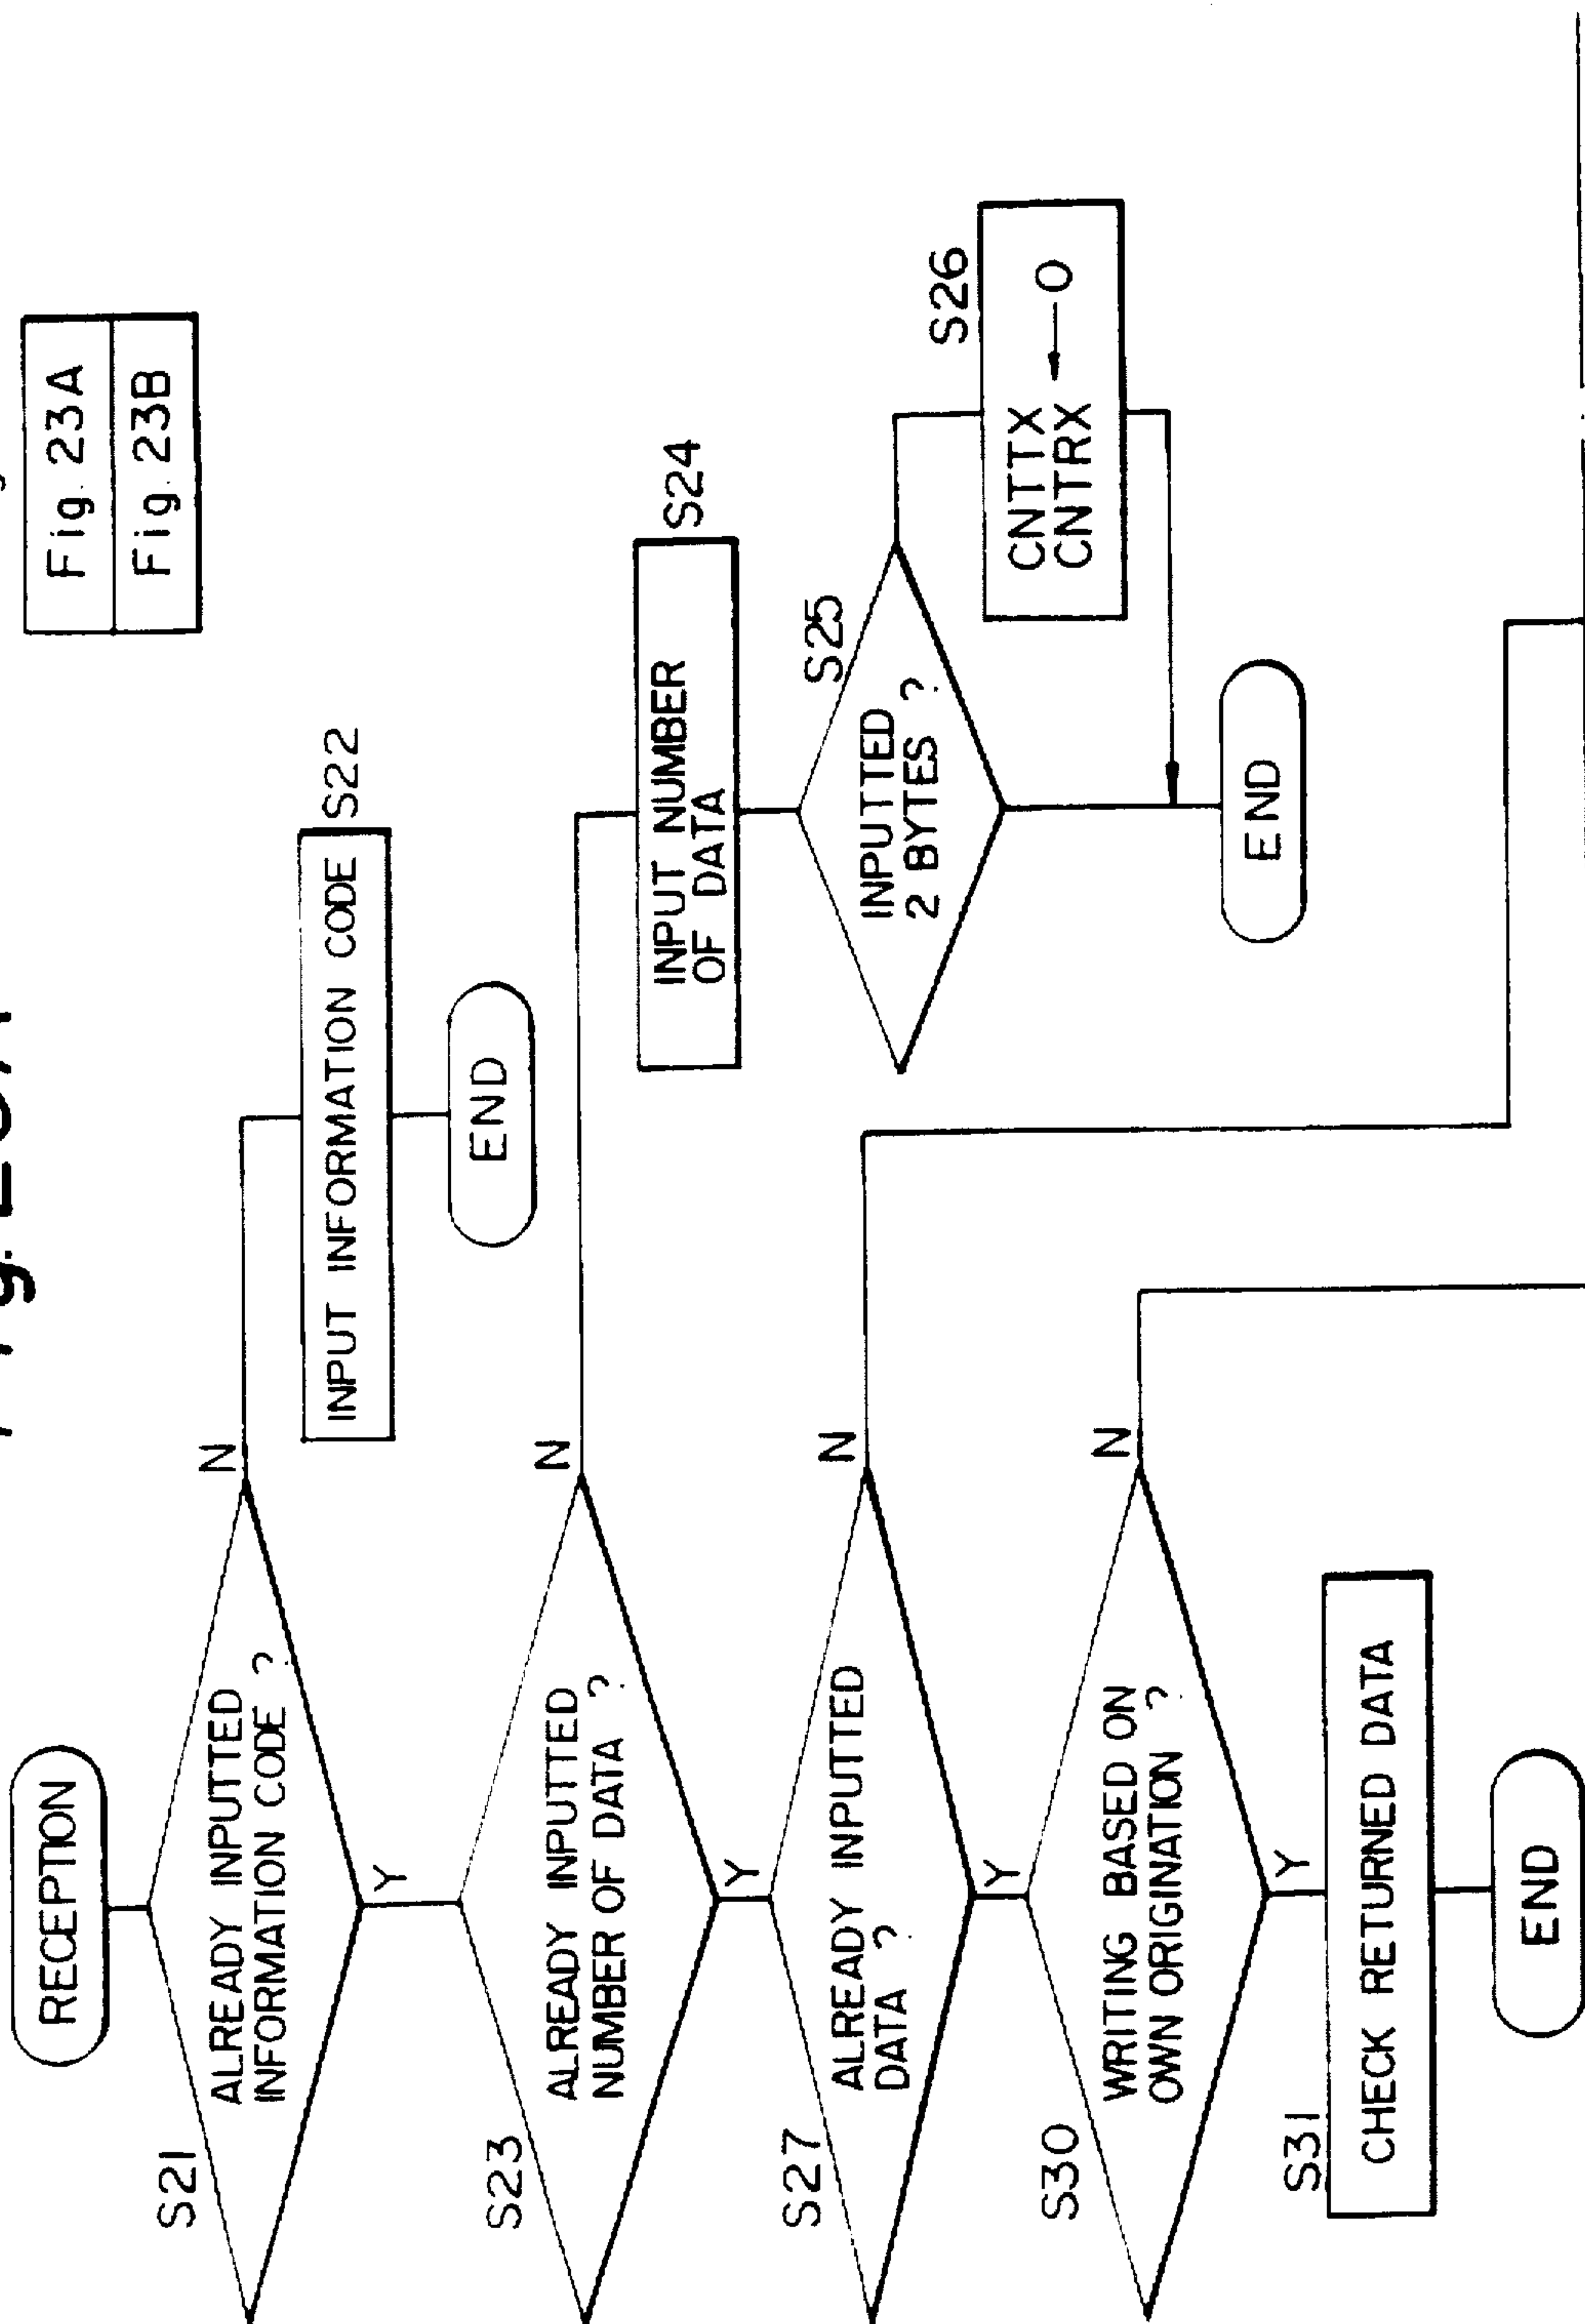 Fig. 23A
Fig. 23A
Fig. 23B
RECEPTION
S21
ALREADY INPUTTED
INFORMATION CODE ?
N
Y
INPUT INFORMATION CODE
S22
END
S23
ALREADY INPUTTED
NUMBER OF DATA ?
N
Y
INPUT NUMBER
OF DATA
S24
INPUTTED
2 BYTES ?
S25
S26
CNTTX
CNTRX ← 0
END
S27
ALREADY INPUTTED
DATA ?
N
Y
S30
WRITING BASED ON
OWN ORIGINATION ?
N
Y
S31
CHECK RETURNED DATA
END